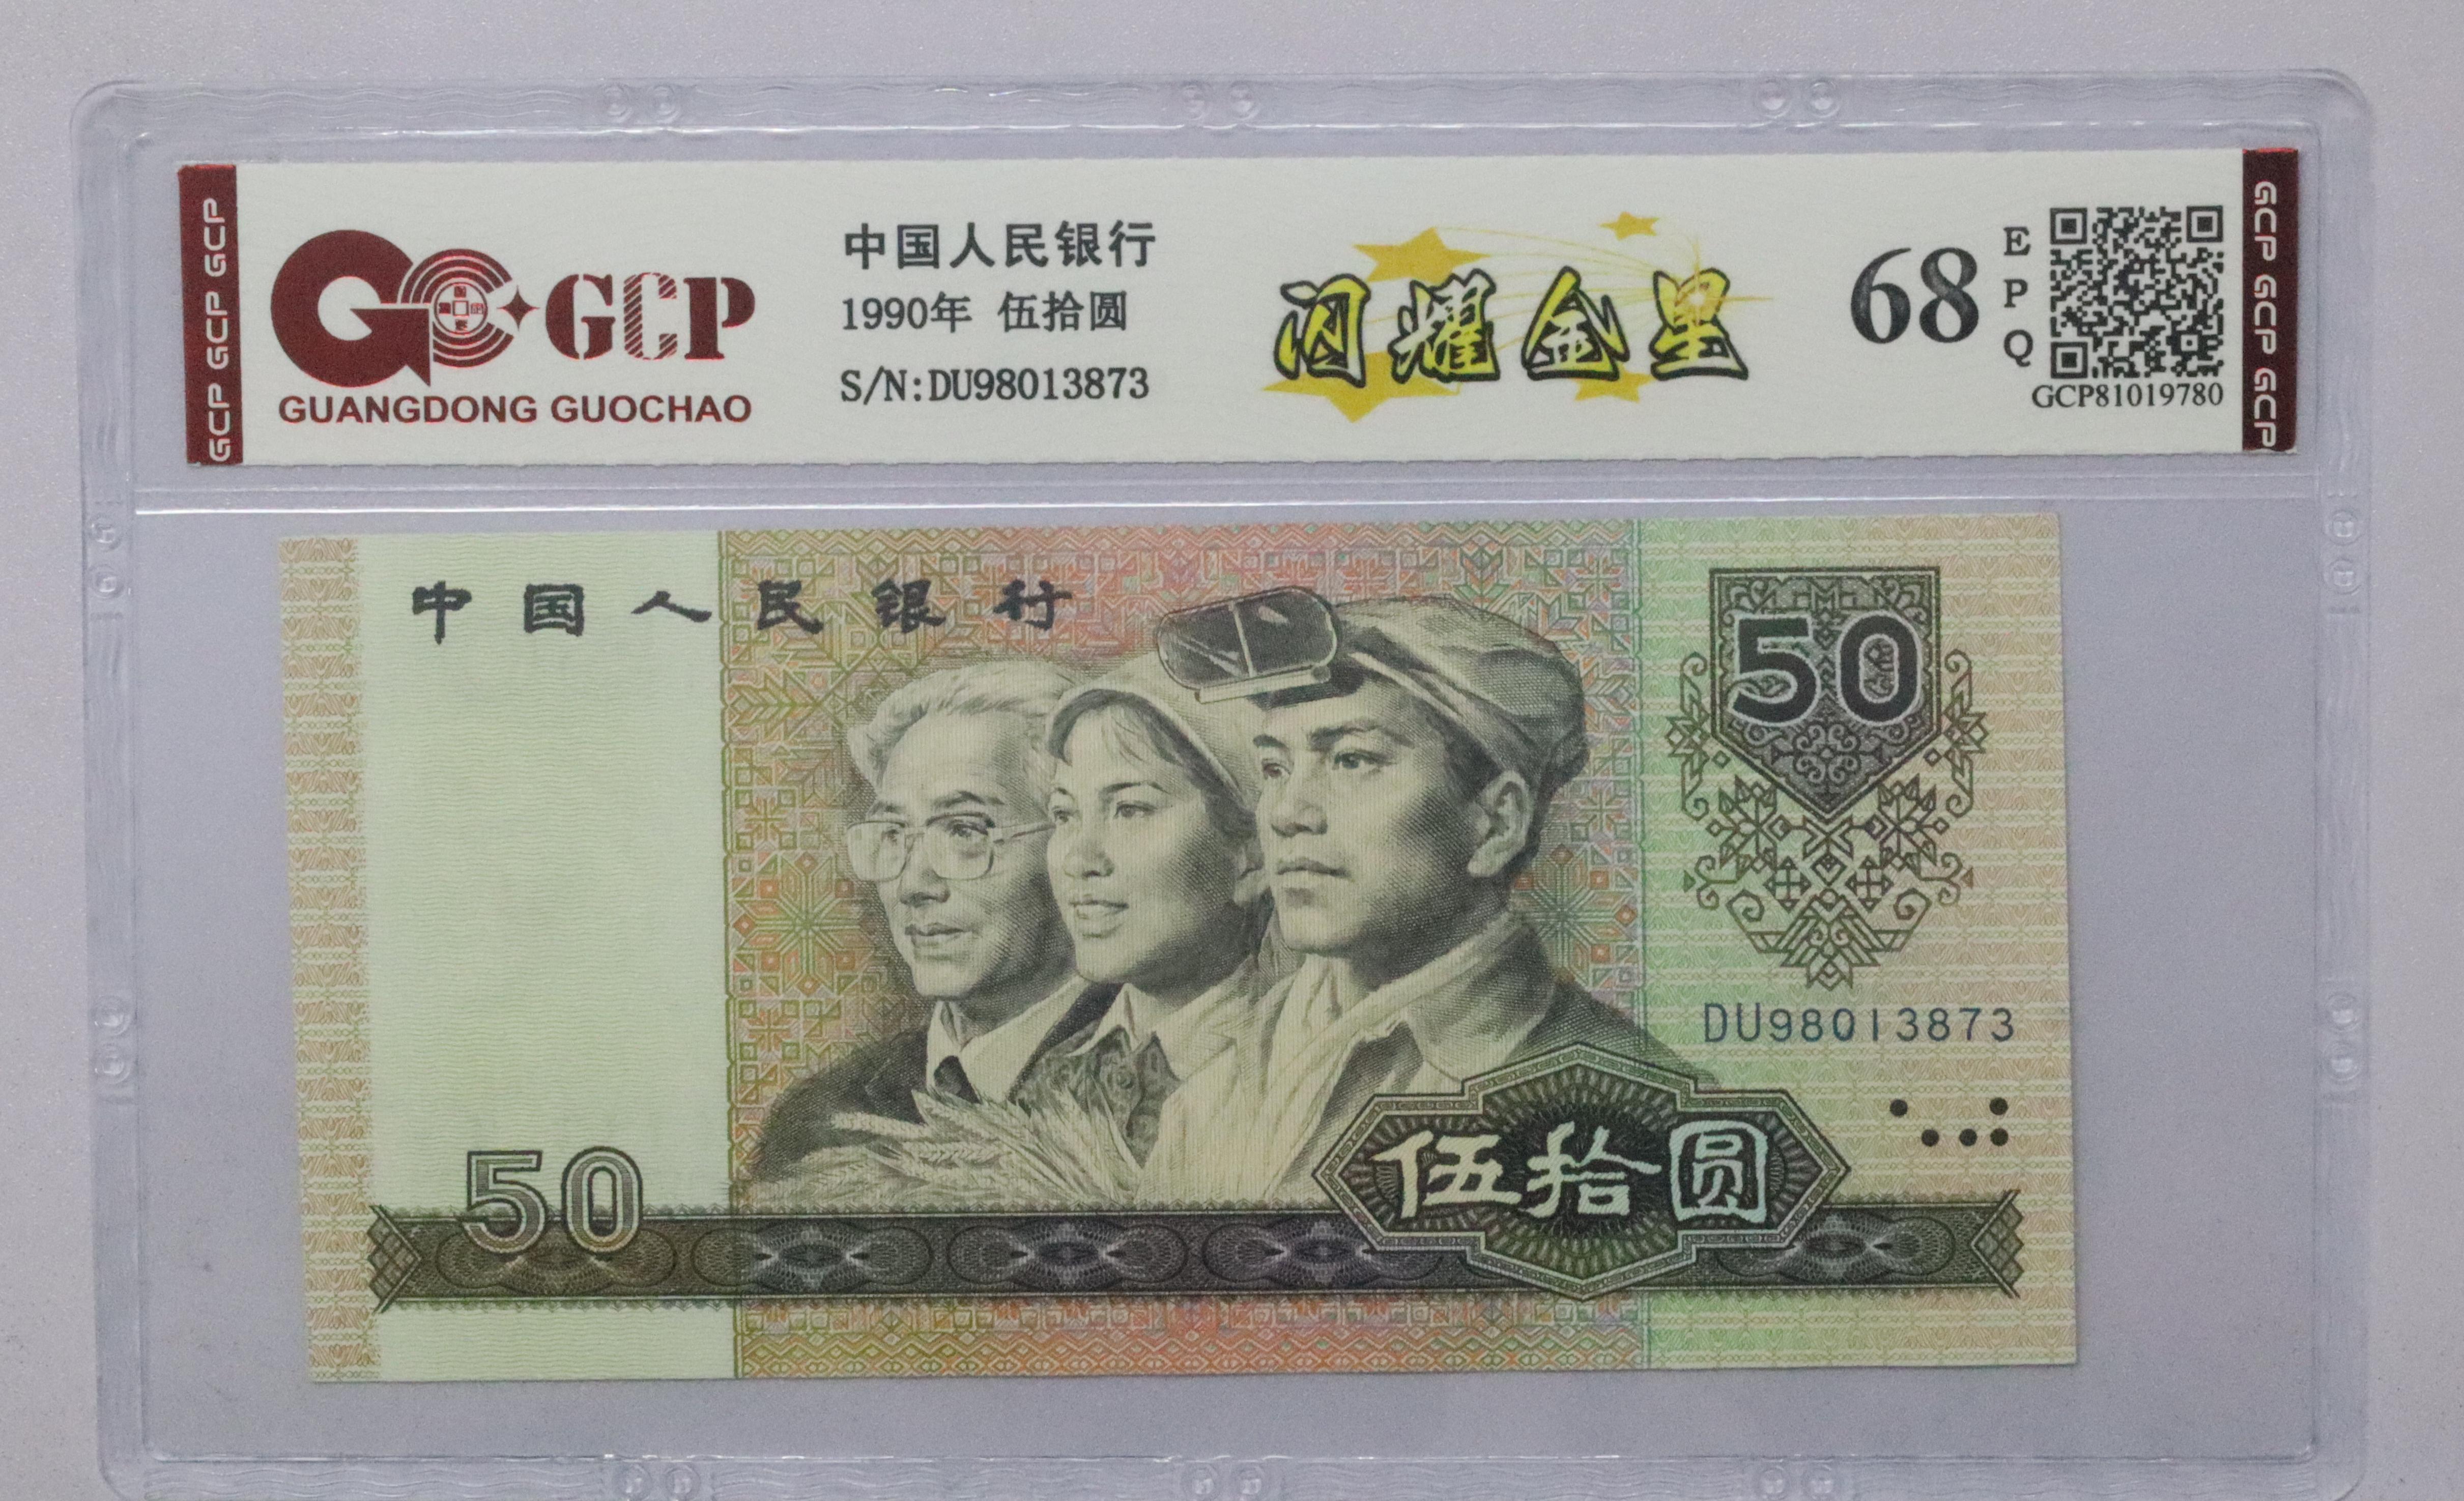 GCP GCP GCP
GCP
GUANGDONG GUOCHAO
中国人民银行
1990年 伍拾圆
S/N:DU98013873
闪耀金星
68
E
P
Q
GCP81019780
GCP GCP GCP
中国人民银行
50
DU98013873
50
伍拾圆